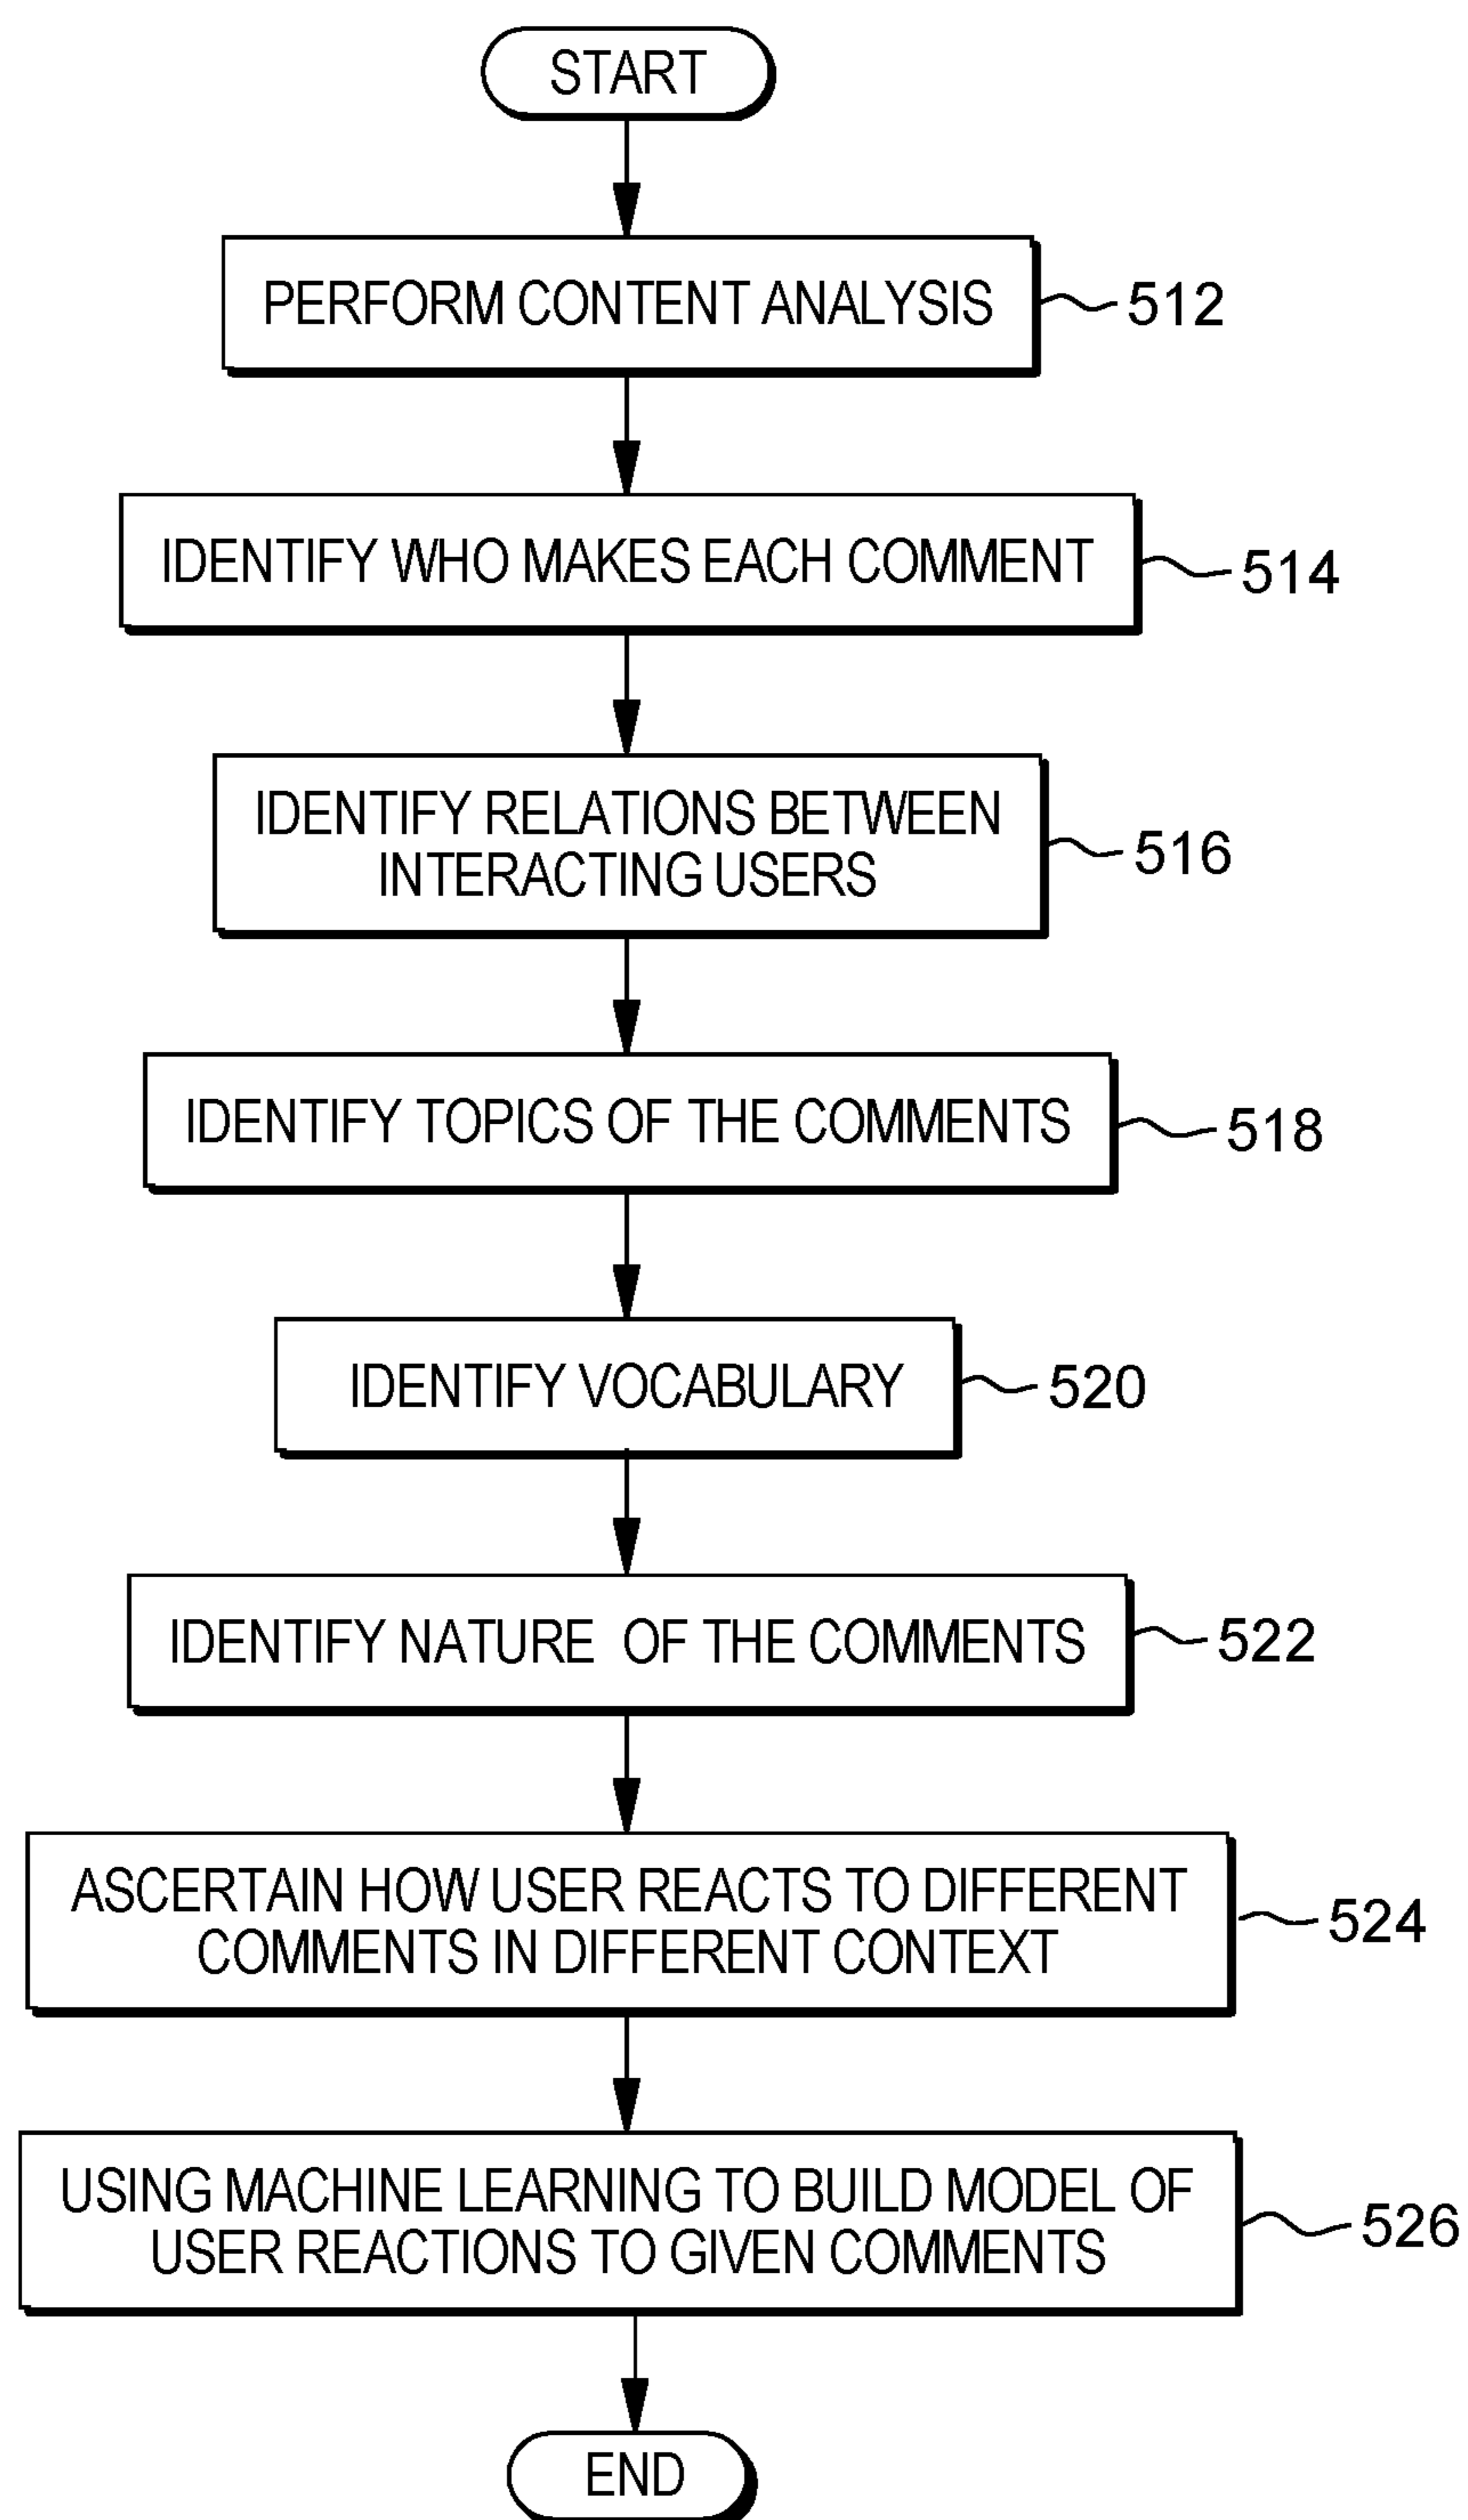 START
PERFORM CONTENT ANALYSIS
512
IDENTIFY WHO MAKES EACH COMMENT
514
IDENTIFY RELATIONS BETWEEN
INTERACTING USERS
516
IDENTIFY TOPICS OF THE COMMENTS
518
IDENTIFY VOCABULARY
520
IDENTIFY NATURE OF THE COMMENTS
522
ASCERTAIN HOW USER REACTS TO DIFFERENT
COMMENTS IN DIFFERENT CONTEXT
524
USING MACHINE LEARNING TO BUILD MODEL OF
USER REACTIONS TO GIVEN COMMENTS
526
END